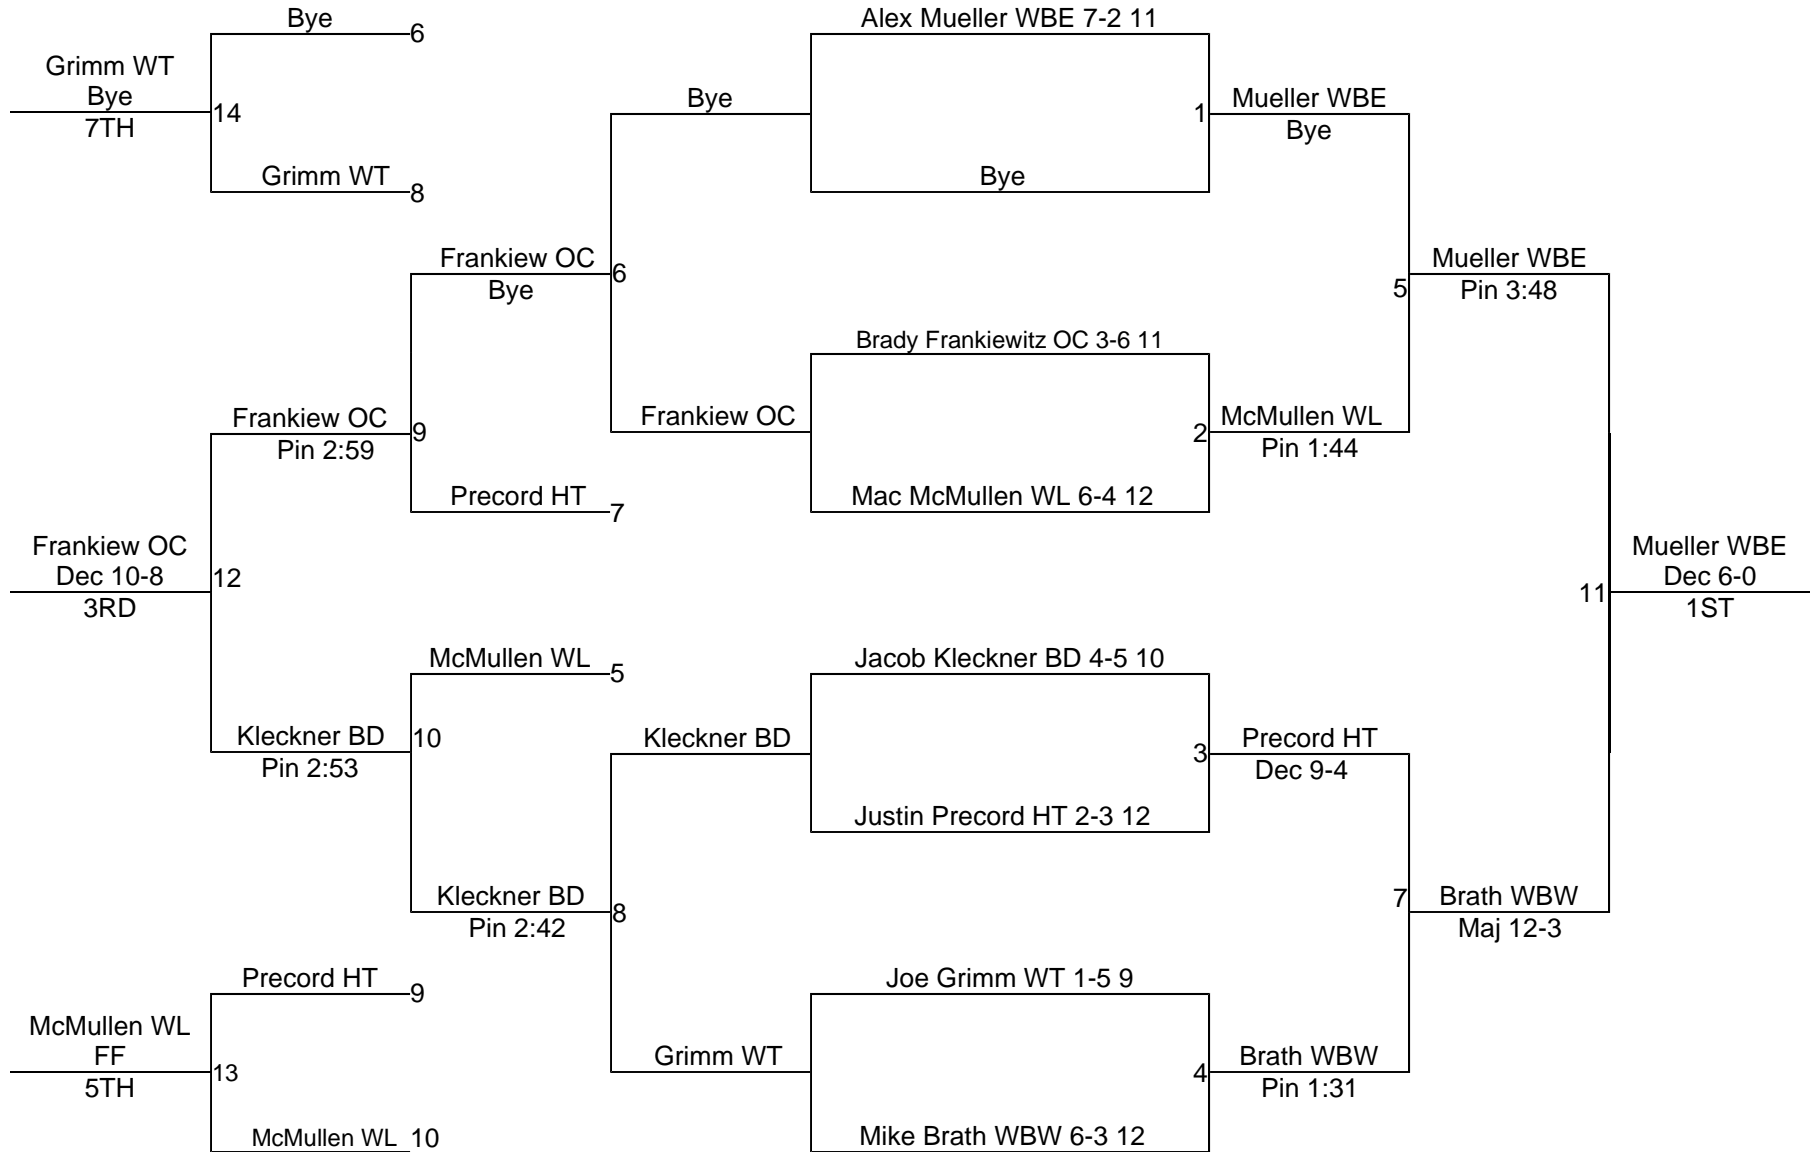 Bye
6
Alex Mueller WBE 7-2 11
Grimm WT
Bye
7TH
14
Bye
1
Mueller WBE
Bye
Grimm WT
8
Bye
Frankiew OC
Bye
6
Mueller WBE
Pin 3:48
5
Brady Frankiewitz OC 3-6 11
Frankiew OC
Pin 2:59
9
Frankiew OC
2
McMullen WL
Pin 1:44
Precord HT
7
Mac McMullen WL 6-4 12
Frankiew OC
Dec 10-8
3RD
12
11
Mueller WBE
Dec 6-0
1ST
McMullen WL
5
Jacob Kleckner BD 4-5 10
Kleckner BD
Pin 2:53
10
Kleckner BD
3
Precord HT
Dec 9-4
Justin Precord HT 2-3 12
Kleckner BD
Pin 2:42
8
7
Brath WBW
Maj 12-3
Precord HT
9
Joe Grimm WT 1-5 9
McMullen WL
FF
5TH
13
Grimm WT
4
Brath WBW
Pin 1:31
McMullen WL
10
Mike Brath WBW 6-3 12